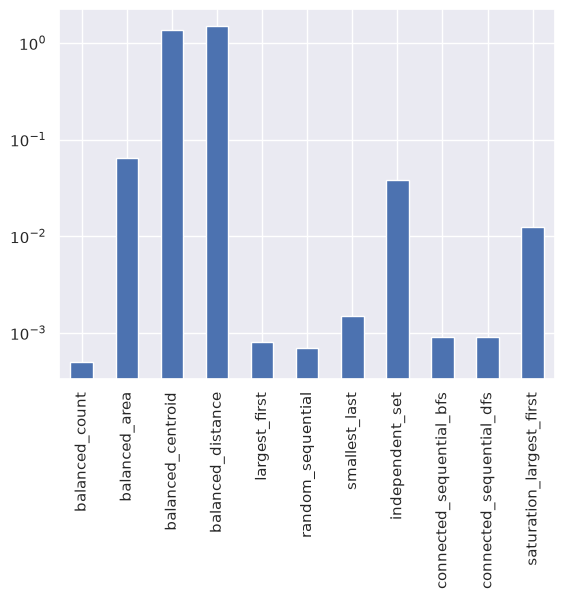 10⁰
10⁻¹
10⁻²
10⁻³
balanced_count
balanced_area
balanced_centroid
balanced_distance
largest_first
random_sequential
smallest_last
independent_set
connected_sequential_bfs
connected_sequential_dfs
saturation_largest_first